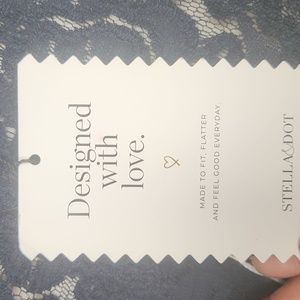 Designed
with
love.
MADE TO FIT, FLATTER
AND FEEL GOOD EVERYDAY.
STELLA & DOT